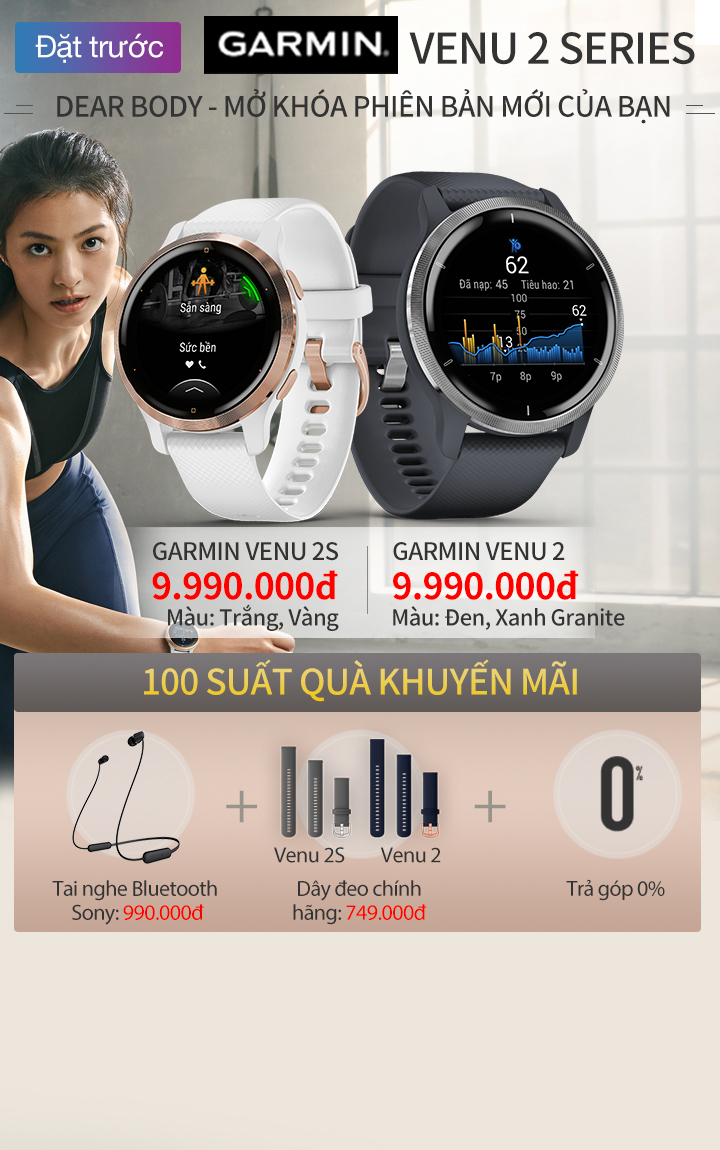 Đặt trước
GARMIN. VENU 2 SERIES
DEAR BODY - MỞ KHÓA PHIÊN BẢN MỚI CỦA BẠN
Sẵn sàng
Sức bền
62
Đã nạp: 45 Tiêu hao: 21
100
75
62
50
13
7p 8p 9p
GARMIN VENU 2S
9.990.000đ
Màu: Trắng, Vàng
GARMIN VENU 2
9.990.000đ
Màu: Đen, Xanh Granite
100 SUẤT QUÀ KHUYẾN MÃI
Tai nghe Bluetooth
Sony: 990.000đ
+
Venu 2S Venu 2
Dây đeo chính
hãng: 749.000đ
+
0%
Trả góp 0%